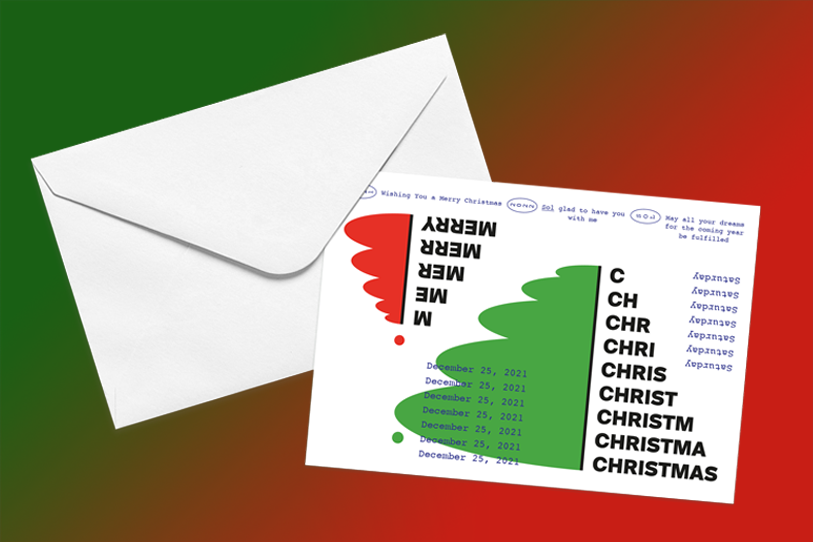 Wishing You a Merry Christmas
Sol glad to have you
with me
May all your dreams
for the coming year
be fulfilled
MERRY
MERR
MER
ME
M
C
CH
CHR
CHRI
CHRIS
CHRIST
CHRISTM
CHRISTMA
CHRISTMAS
Saturday
Saturday
Saturday
Saturday
Saturday
Saturday
Saturday
December 25, 2021
December 25, 2021
December 25, 2021
December 25, 2021
December 25, 2021
December 25, 2021
December 25, 2021